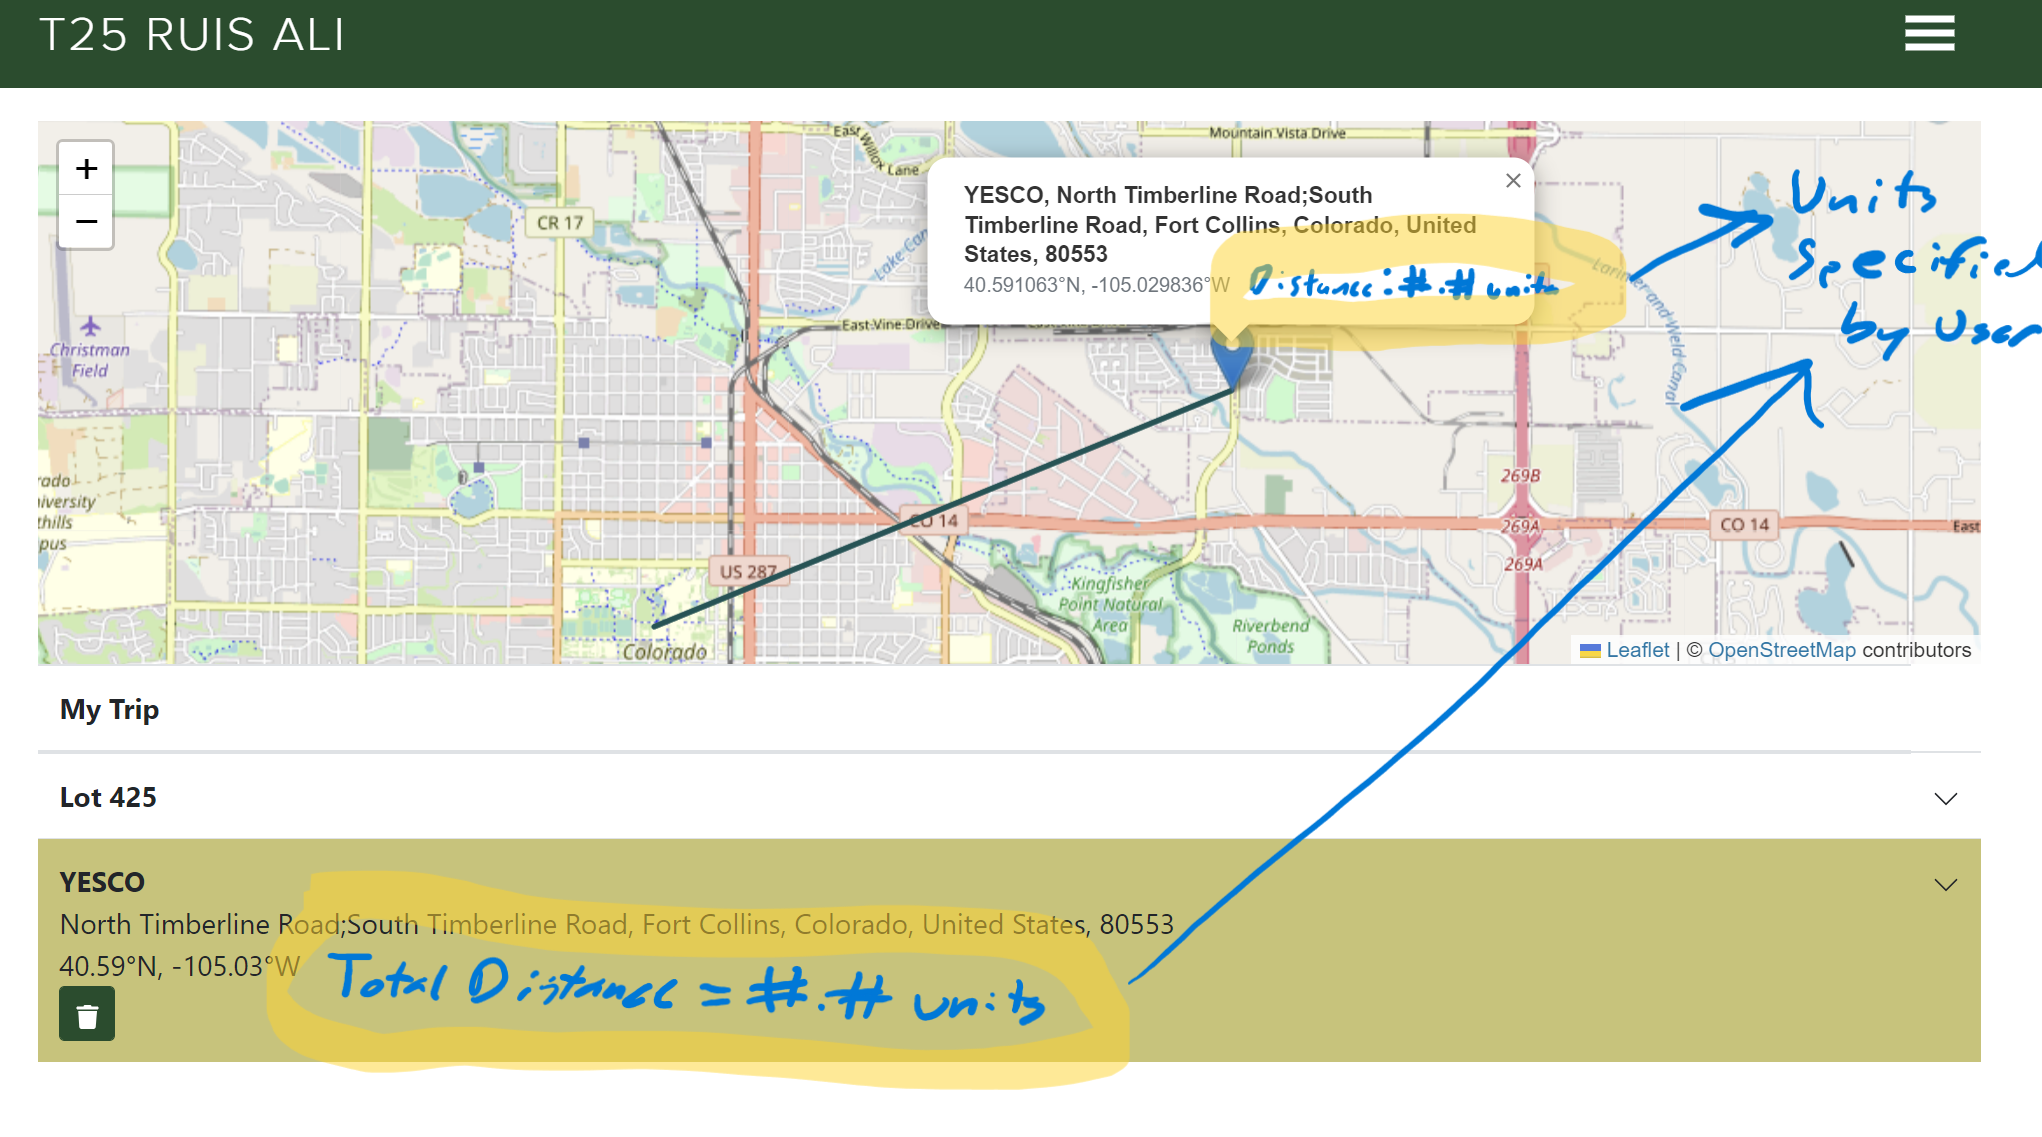 T25 RUIS ALI
+
−
East Willox Lane
Mountain Vista Drive
CR 17
Lake Can
YESCO, North Timberline Road;South
Timberline Road, Fort Collins, Colorado, United
States, 80553
40.591063°N, -105.029836°W Distance: #.# units
×
Units
Specified
by User
Larimer and Weld Canal
East Vine Drive
Christman
Field
269B
CO 14
269A
CO 14
East
rado
iversity
thills
pus
US 287
269A
Kingfisher
Point Natural
Area
Riverbend
Ponds
Colorado
Leaflet | © OpenStreetMap contributors
My Trip
Lot 425
YESCO
North Timberline Road;South Timberline Road, Fort Collins, Colorado, United States, 80553
40.59°N, -105.03°W Total Distance = #.# units